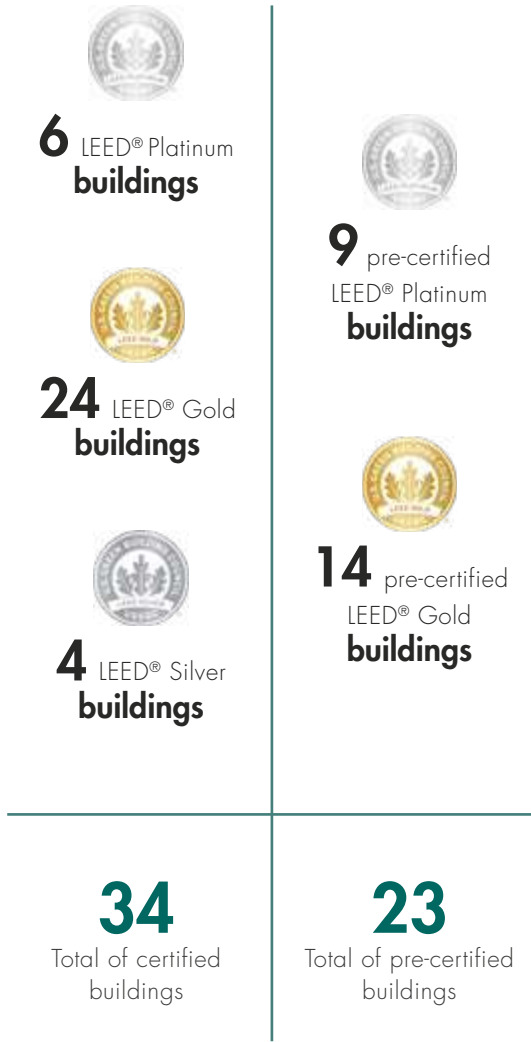 6 LEED® Platinum
buildings
24 LEED® Gold
buildings
4 LEED® Silver
buildings
34
Total of certified
buildings
9 pre-certified
LEED® Platinum
buildings
14 pre-certified
LEED® Gold
buildings
23
Total of pre-certified
buildings